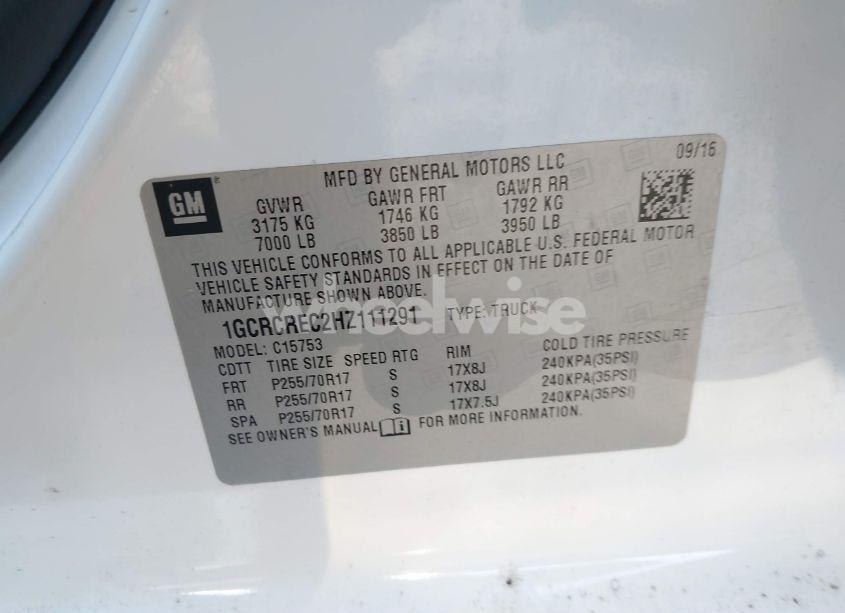 GM
MFD BY GENERAL MOTORS LLC
09/16
GVWR GAWR FRT GAWR RR
3175 KG 1746 KG 1792 KG
7000 LB 3850 LB 3950 LB
THIS VEHICLE CONFORMS TO ALL APPLICABLE U.S. FEDERAL MOTOR
VEHICLE SAFETY STANDARDS IN EFFECT ON THE DATE OF
MANUFACTURE SHOWN ABOVE.
1GCRCREC2HZ111291 TYPE: TRUCK
MODEL: C15753
CDTT TIRE SIZE SPEED RTG RIM COLD TIRE PRESSURE
FRT P255/70R17 S 17X8J 240KPA(35PSI)
RR P255/70R17 S 17X8J 240KPA(35PSI)
SPA P255/70R17 S 17X7.5J 240KPA(35PSI)
SEE OWNER'S MANUAL FOR MORE INFORMATION.